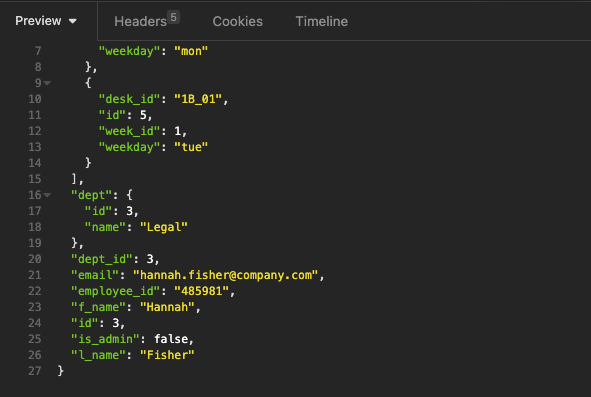 Preview Headers 5 Cookies Timeline
7 "weekday": "mon"
8 },
9 {
10 "desk_id": "1B_01",
11 "id": 5,
12 "week_id": 1,
13 "weekday": "tue"
14 }
15 ],
16 "dept": {
17 "id": 3,
18 "name": "Legal"
19 },
20 "dept_id": 3,
21 "email": "hannah.fisher@company.com",
22 "employee_id": "485981",
23 "f_name": "Hannah",
24 "id": 3,
25 "is_admin": false,
26 "l_name": "Fisher"
27 }